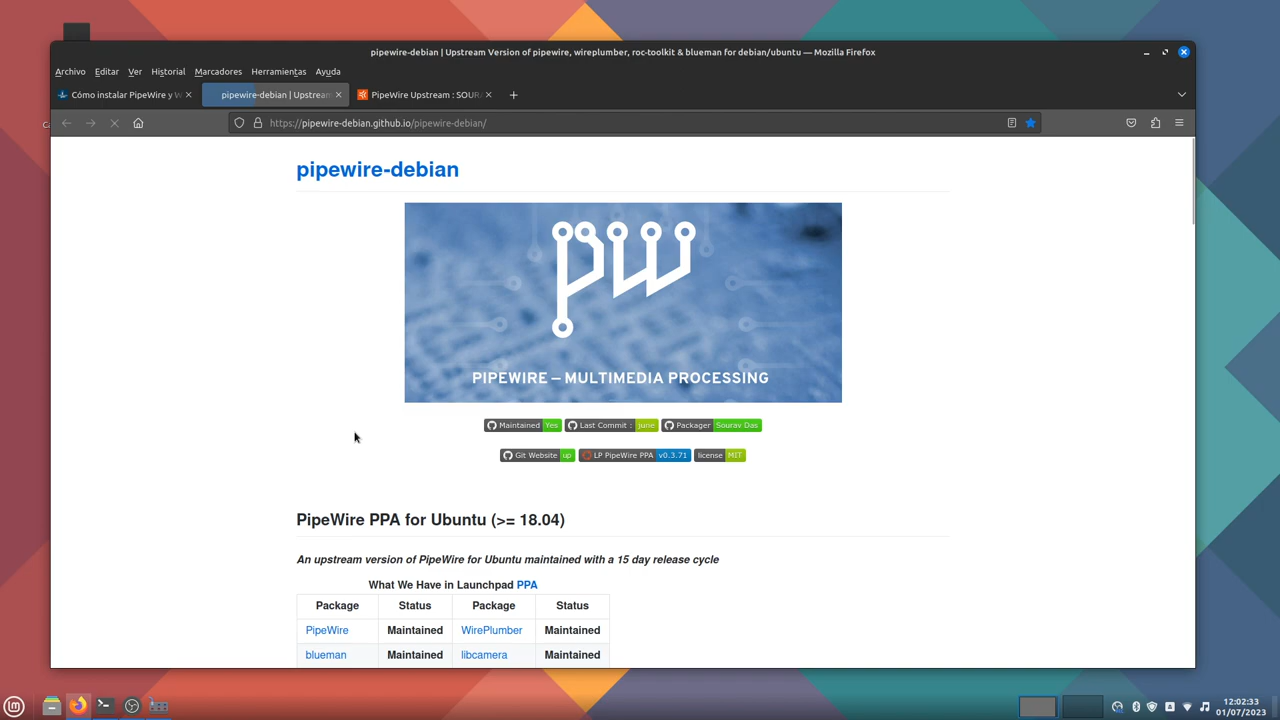 pipewire-debian | Upstream Version of pipewire, wireplumber, roc-toolkit & blueman for debian/ubuntu — Mozilla Firefox
Archivo Editar Ver Historial Marcadores Herramientas Ayuda
Cómo instalar PipeWire y W pipewire-debian | Upstream PipeWire Upstream : SOUR
https://pipewire-debian.github.io/pipewire-debian/
pipewire-debian
pw
PIPEWIRE – MULTIMEDIA PROCESSING
Maintained Yes Last Commit : june Packager Sourav Das
Git Website up LP PipeWire PPA v0.3.71 license MIT
PipeWire PPA for Ubuntu (>= 18.04)
An upstream version of PipeWire for Ubuntu maintained with a 15 day release cycle
What We Have in Launchpad PPA
Package Status Package Status
PipeWire Maintained WirePlumber Maintained
blueman Maintained libcamera Maintained
12:02:33
01/07/2023